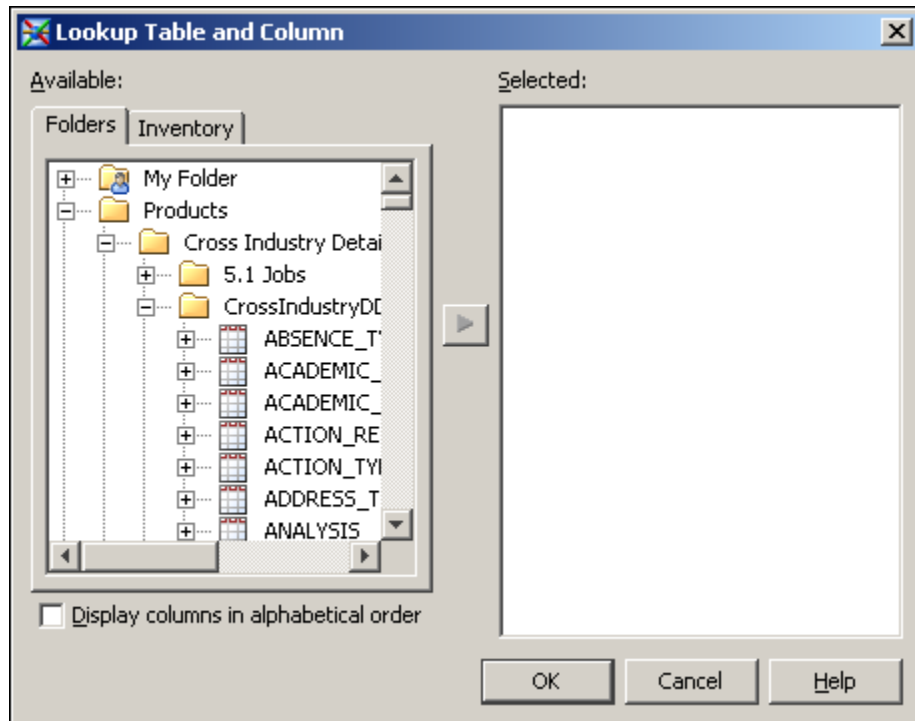 Lookup Table and Column
Available:
Selected:
Folders
Inventory
My Folder
Products
Cross Industry Detai
5.1 Jobs
CrossIndustryDD
ABSENCE_TY
ACADEMIC_
ACADEMIC_
ACTION_RE
ACTION_TYI
ADDRESS_T
ANALYSIS
Display columns in alphabetical order
OK
Cancel
Help